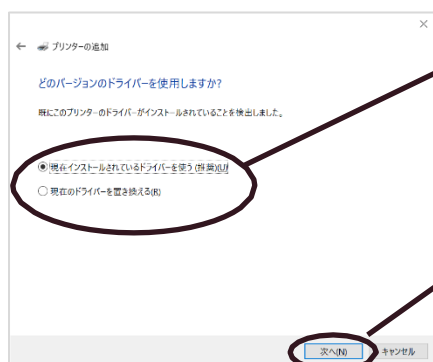 プリンターの追加
どのバージョンのドライバーを使用しますか?
既にこのプリンターのドライバーがインストールされていることを検出しました。
現在インストールされているドライバーを使う (推奨)(U)
現在のドライバーを置き換える(R)
次へ(N) キャンセル